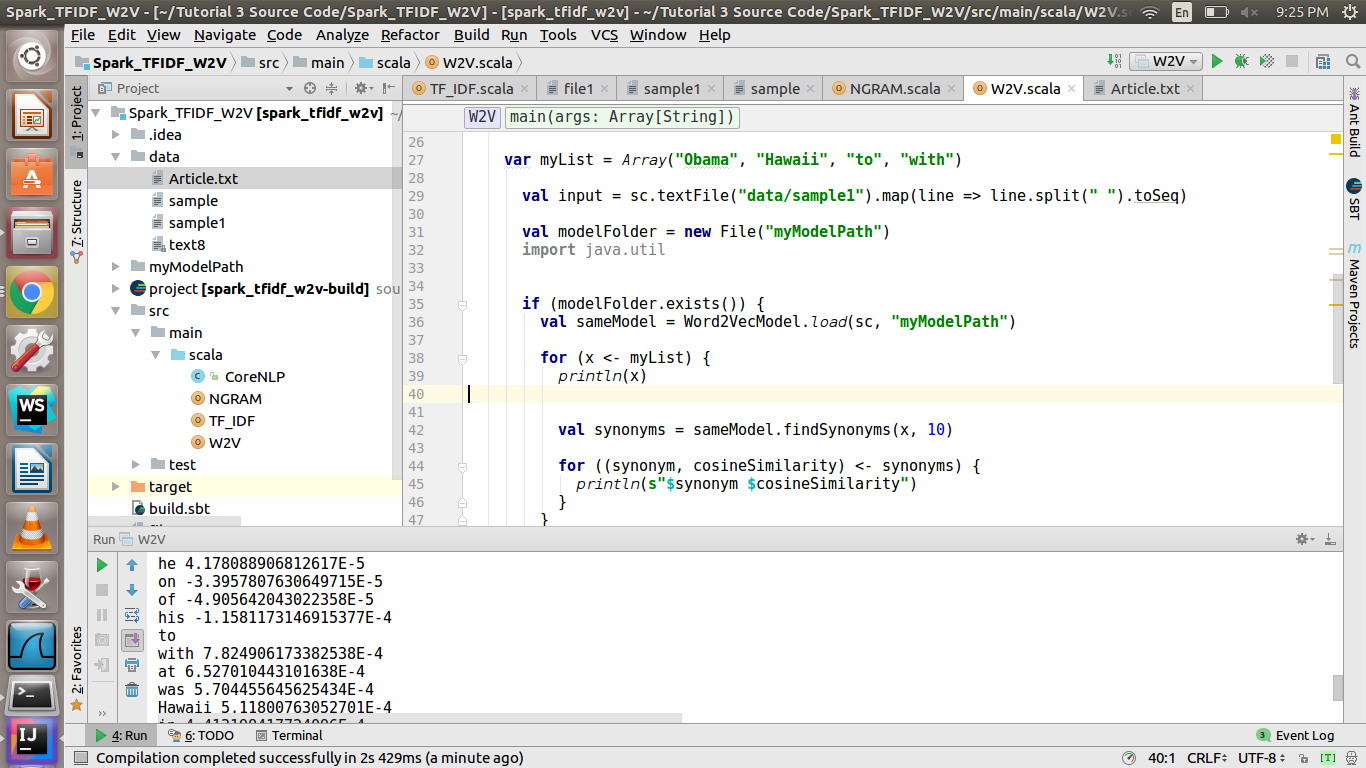 Spark_TFIDF_W2V - [~/Tutorial 3 Source Code/Spark_TFIDF_W2V] - [spark_tfidf_w2v] - ~/Tutorial 3 Source Code/Spark_TFIDF_W2V/src/main/scala/W2V.s
En
9:25 PM
File Edit View Navigate Code Analyze Refactor Build Run Tools VCS Window Help
Spark_TFIDF_W2V src main scala W2V.scala
W2V
Project
TF_IDF.scala file1 sample1 sample NGRAM.scala W2V.scala Article.txt
1: Project
7: Structure
2: Favorites
Spark_TFIDF_W2V [spark_tfidf_w2v] ~/
.idea
data
Article.txt
sample
sample1
text8
myModelPath
project [spark_tfidf_w2v-build] sou
src
main
scala
CoreNLP
NGRAM
TF_IDF
W2V
test
target
build.sbt
W2V main(args: Array[String])
26
27 var myList = Array("Obama", "Hawaii", "to", "with")
28
29 val input = sc.textFile("data/sample1").map(line => line.split(" ").toSeq)
30
31 val modelFolder = new File("myModelPath")
32 import java.util
33
34
35 if (modelFolder.exists()) {
36 val sameModel = Word2VecModel.load(sc, "myModelPath")
37
38 for (x <- myList) {
39 println(x)
40
41
42 val synonyms = sameModel.findSynonyms(x, 10)
43
44 for ((synonym, cosineSimilarity) <- synonyms) {
45 println(s"$synonym $cosineSimilarity")
46 }
47 }
Ant Build
SBT
m
Maven Projects
WS
IJ
Run W2V
he 4.178088906812617E-5
on -3.3957807630649715E-5
of -4.905642043022358E-5
his -1.1581173146915377E-4
to
with 7.824906173382538E-4
at 6.527010443101638E-4
was 5.704455645625434E-4
Hawaii 5.11800763052701E-4
4: Run 6: TODO Terminal
3 Event Log
Compilation completed successfully in 2s 429ms (a minute ago)
40:1 CRLF UTF-8 [T]